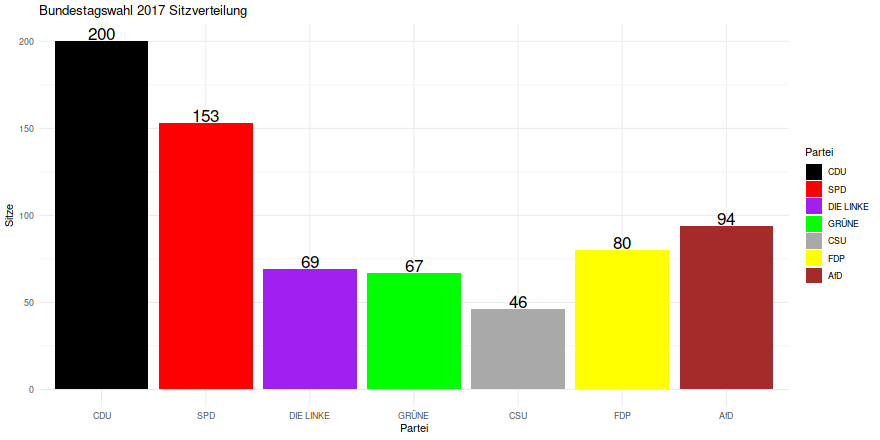 Bundestagswahl 2017 Sitzverteilung
200
153
69
67
46
80
94
200
150
100
50
0
Sitze
CDU
SPD
DIE LINKE
GRÜNE
CSU
FDP
AfD
Partei
Partei
CDU
SPD
DIE LINKE
GRÜNE
CSU
FDP
AfD